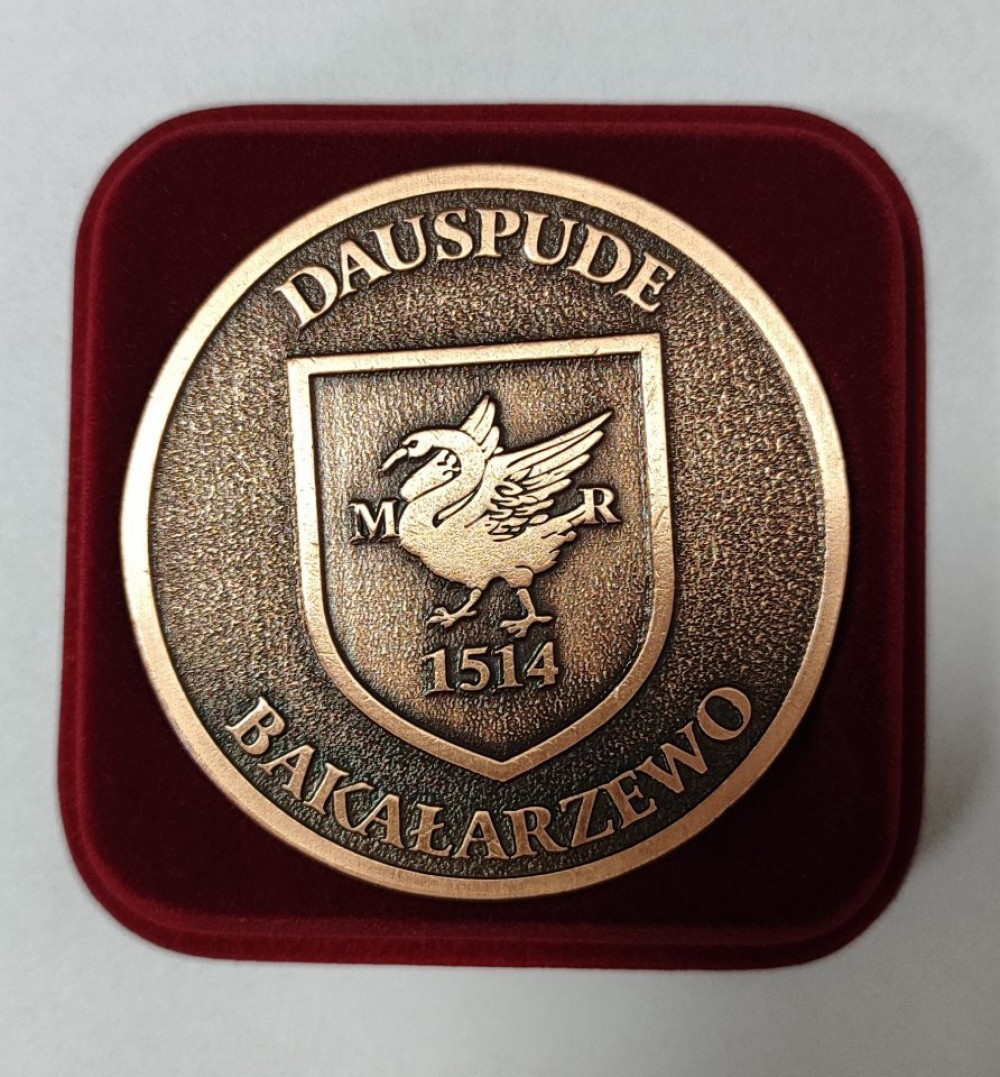 DAUSPUDE
M R
1514
BAKAŁARZEWO